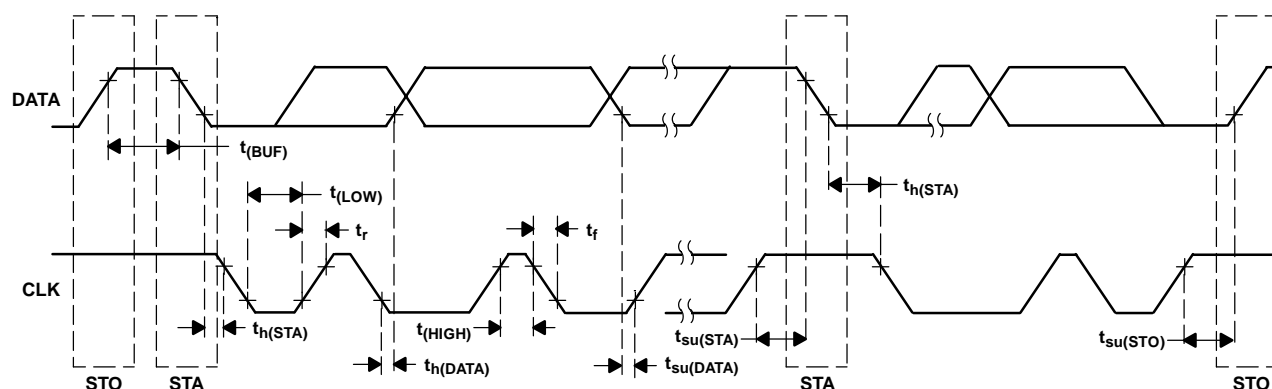 DATA
t(BUF)
t(LOW)
th(STA)
tr
tf
CLK
th(STA)
t(HIGH)
tsu(STA)
tsu(STO)
th(DATA)
tsu(DATA)
STO
STA
STA
STO